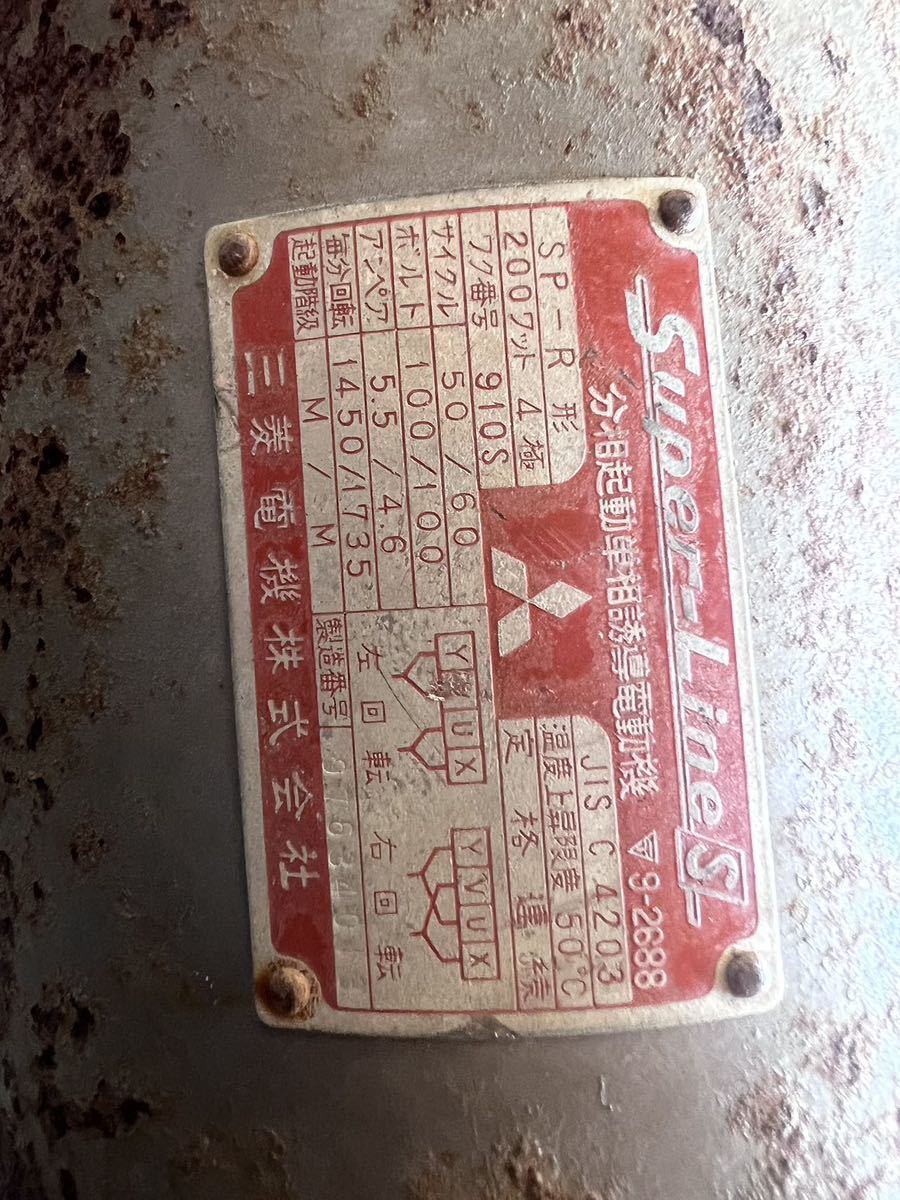 Super-Line S
分相起動単相誘導電動機 ▽9-2888
SP-R 形
200ワット 4極
ワク番号 910S
サイクル 50/60
ボルト 100/100
アンペア 5.5/4.6
毎分回転 1450/1735
起動階級 M/M
JIS C 4203
温度上昇限度 50°C
定格 連続
Y V U X
左回転
Y V U X
右回転
製造番号
三菱電機株式会社